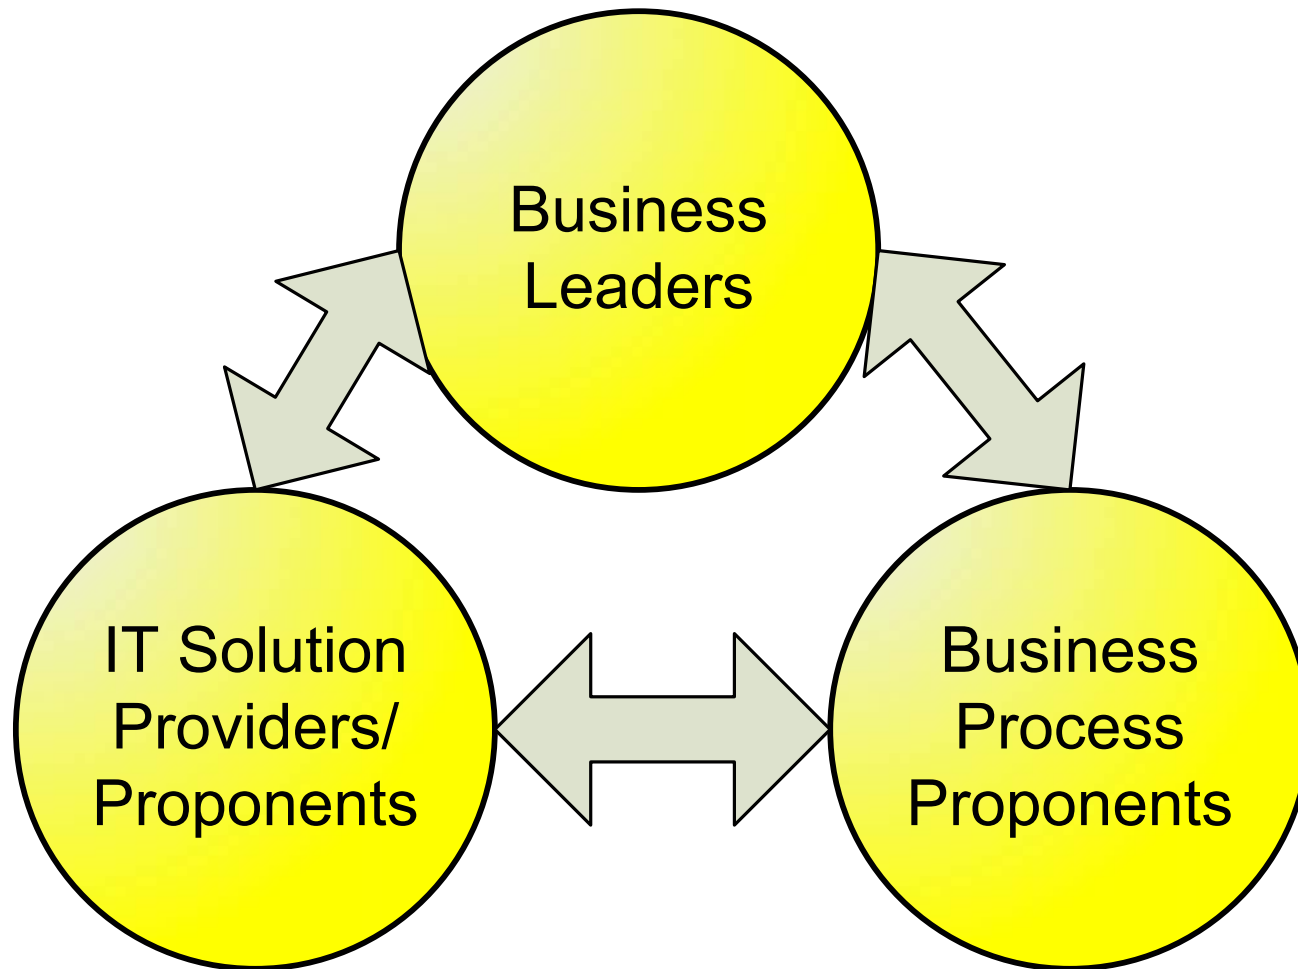 Business
Leaders
IT Solution
Providers/
Proponents
Business
Process
Proponents